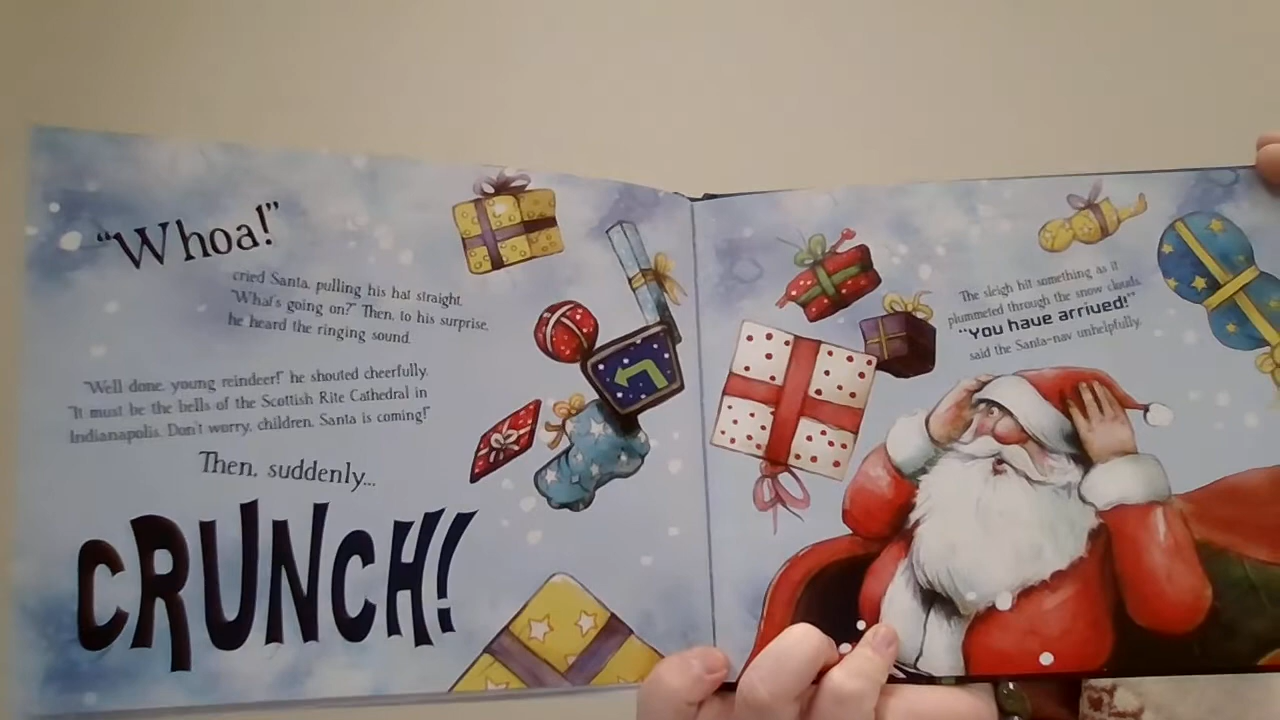 “Whoa!”
cried Santa, pulling his hat straight.
“What's going on?” Then, to his surprise,
he heard the ringing sound.
“Well done, young reindeer!” he shouted cheerfully.
“It must be the bells of the Scottish Rite Cathedral in
Indianapolis. Don't worry, children, Santa is coming!”
Then, suddenly...
CRUNCH!
The sleigh hit something as it
plummeted through the snow clouds.
“You have arrived!”
said the Santa-nav unhelpfully.